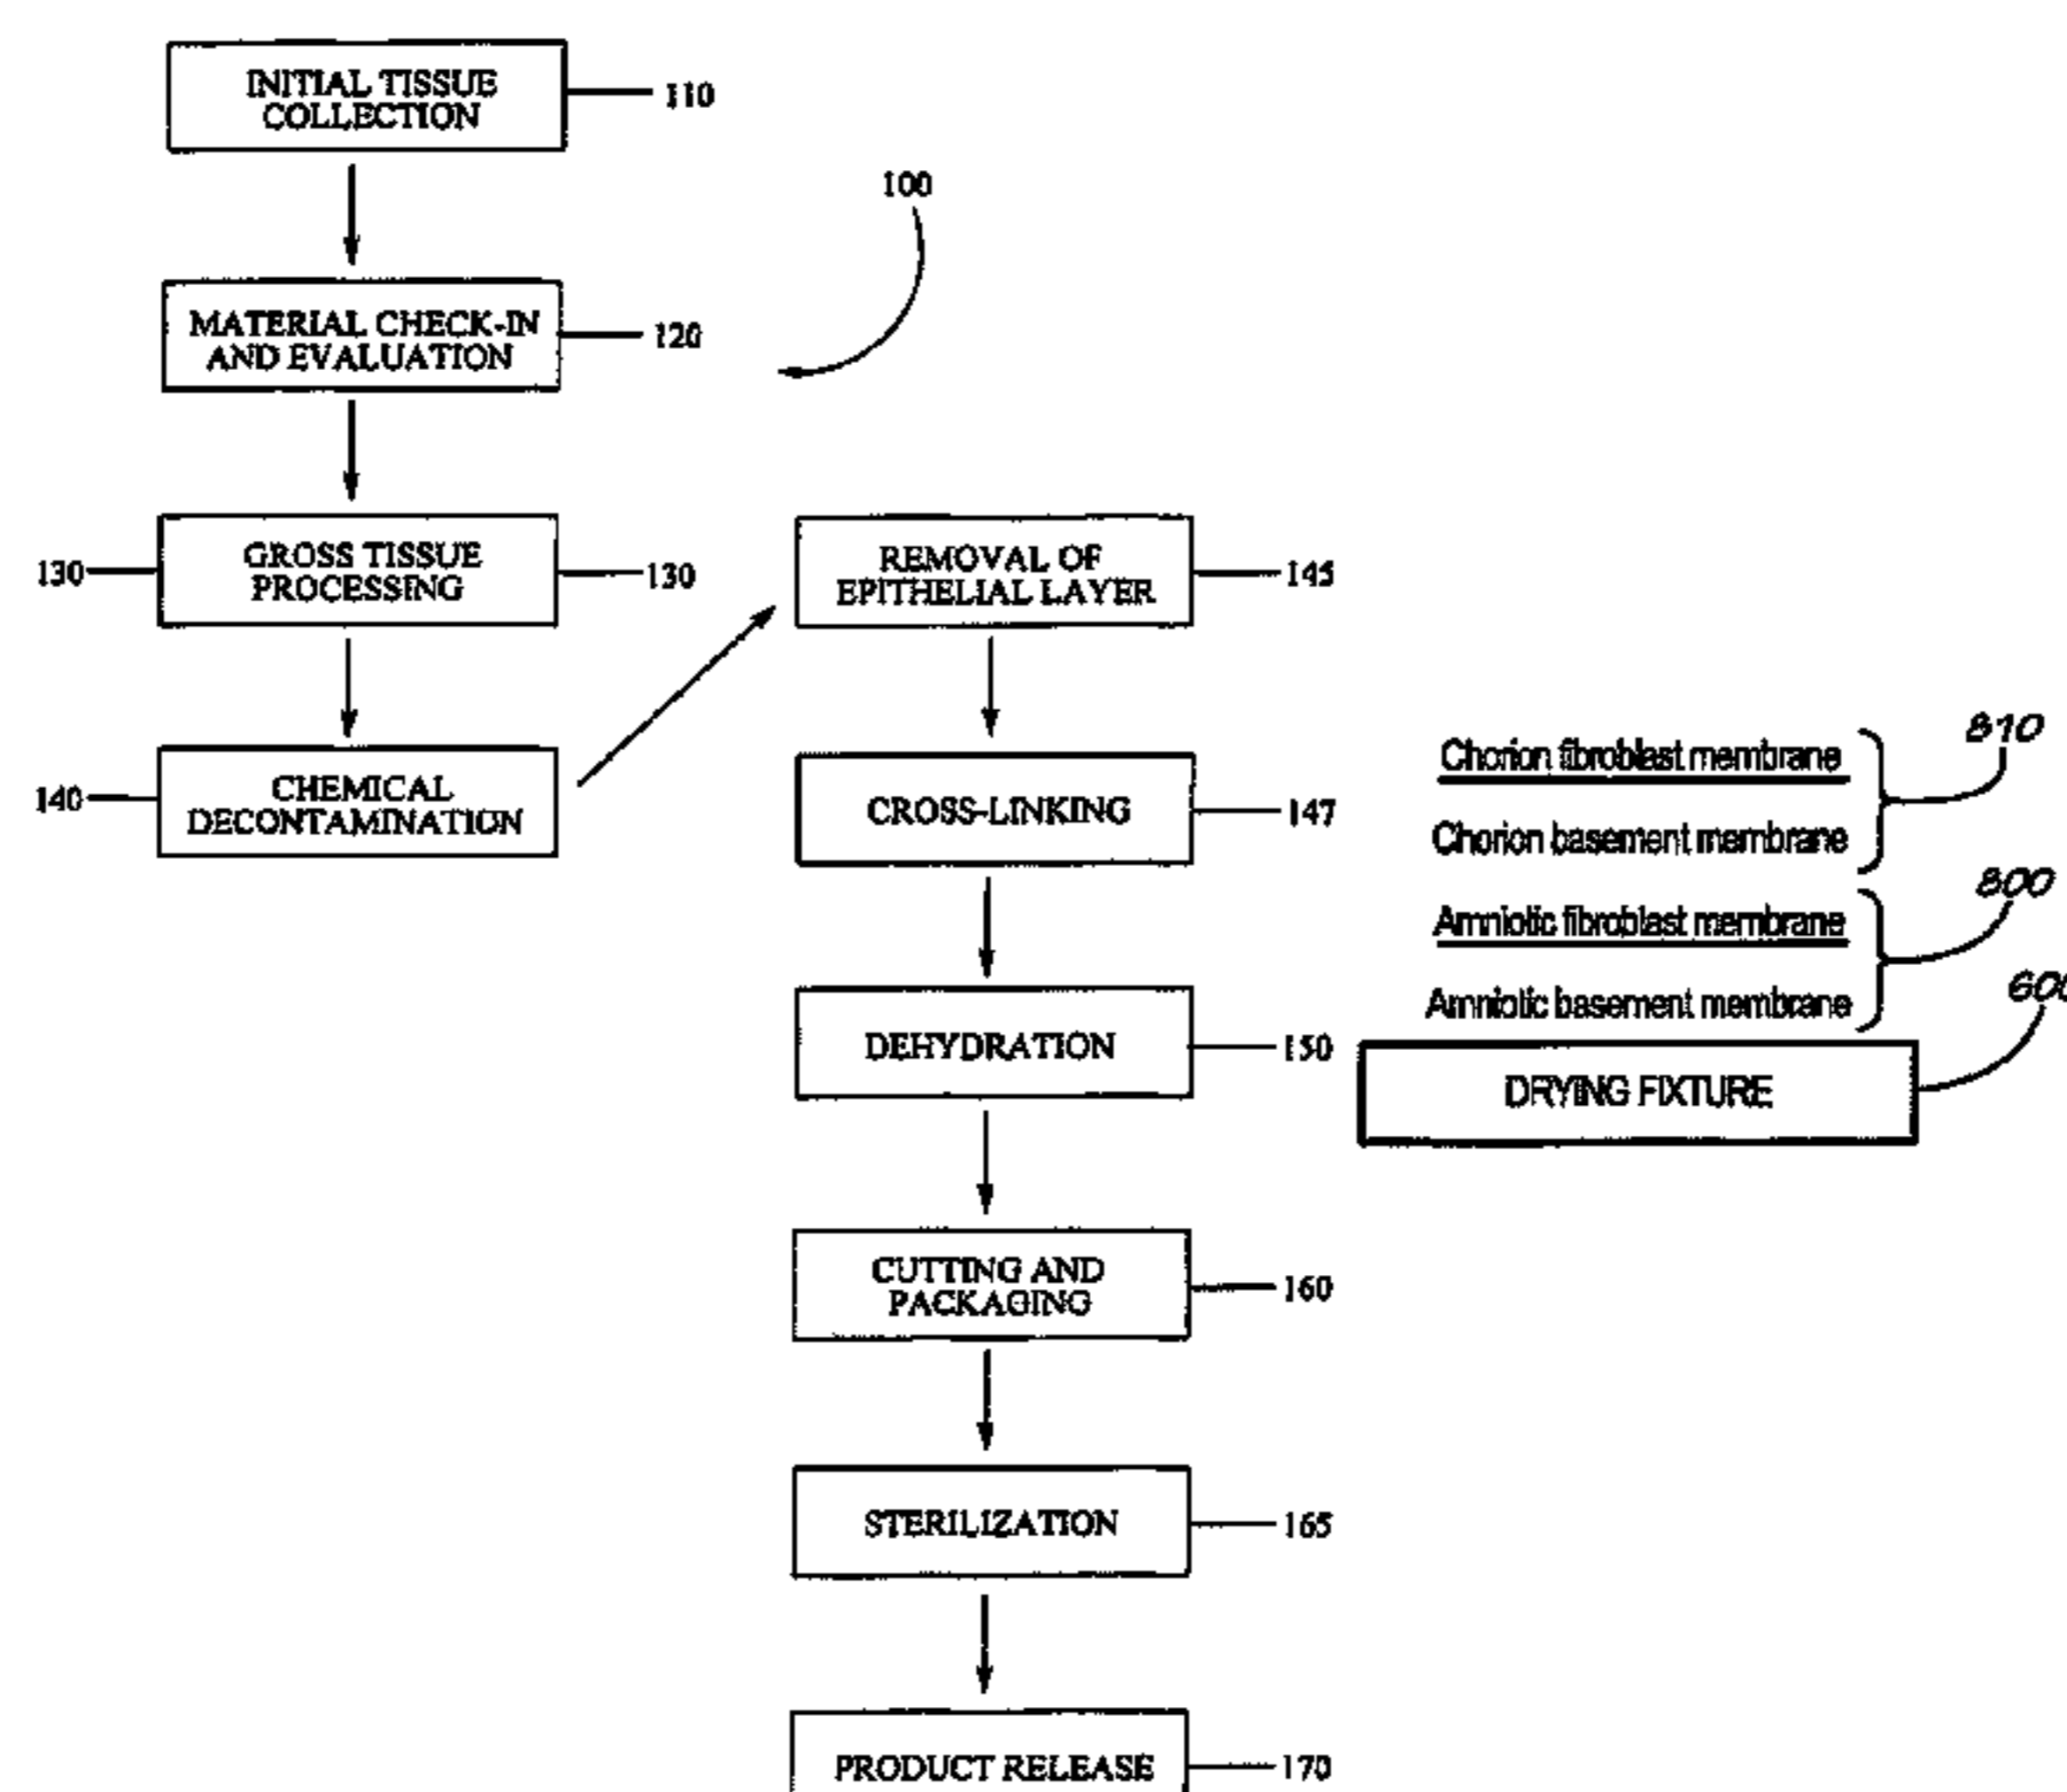 INITIAL TISSUE
COLLECTION
110
100
MATERIAL CHECK-IN
AND EVALUATION
120
130
GROSS TISSUE
PROCESSING
130
140
CHEMICAL
DECONTAMINATION
REMOVAL OF
EPITHELIAL LAYER
145
CROSS-LINKING
147
DEHYDRATION
150
CUTTING AND
PACKAGING
160
STERILIZATION
165
PRODUCT RELEASE
170
Chorion fibroblast membrane
810
Chorion basement membrane
Amniotic fibroblast membrane
800
Amniotic basement membrane
600
DRYING FIXTURE